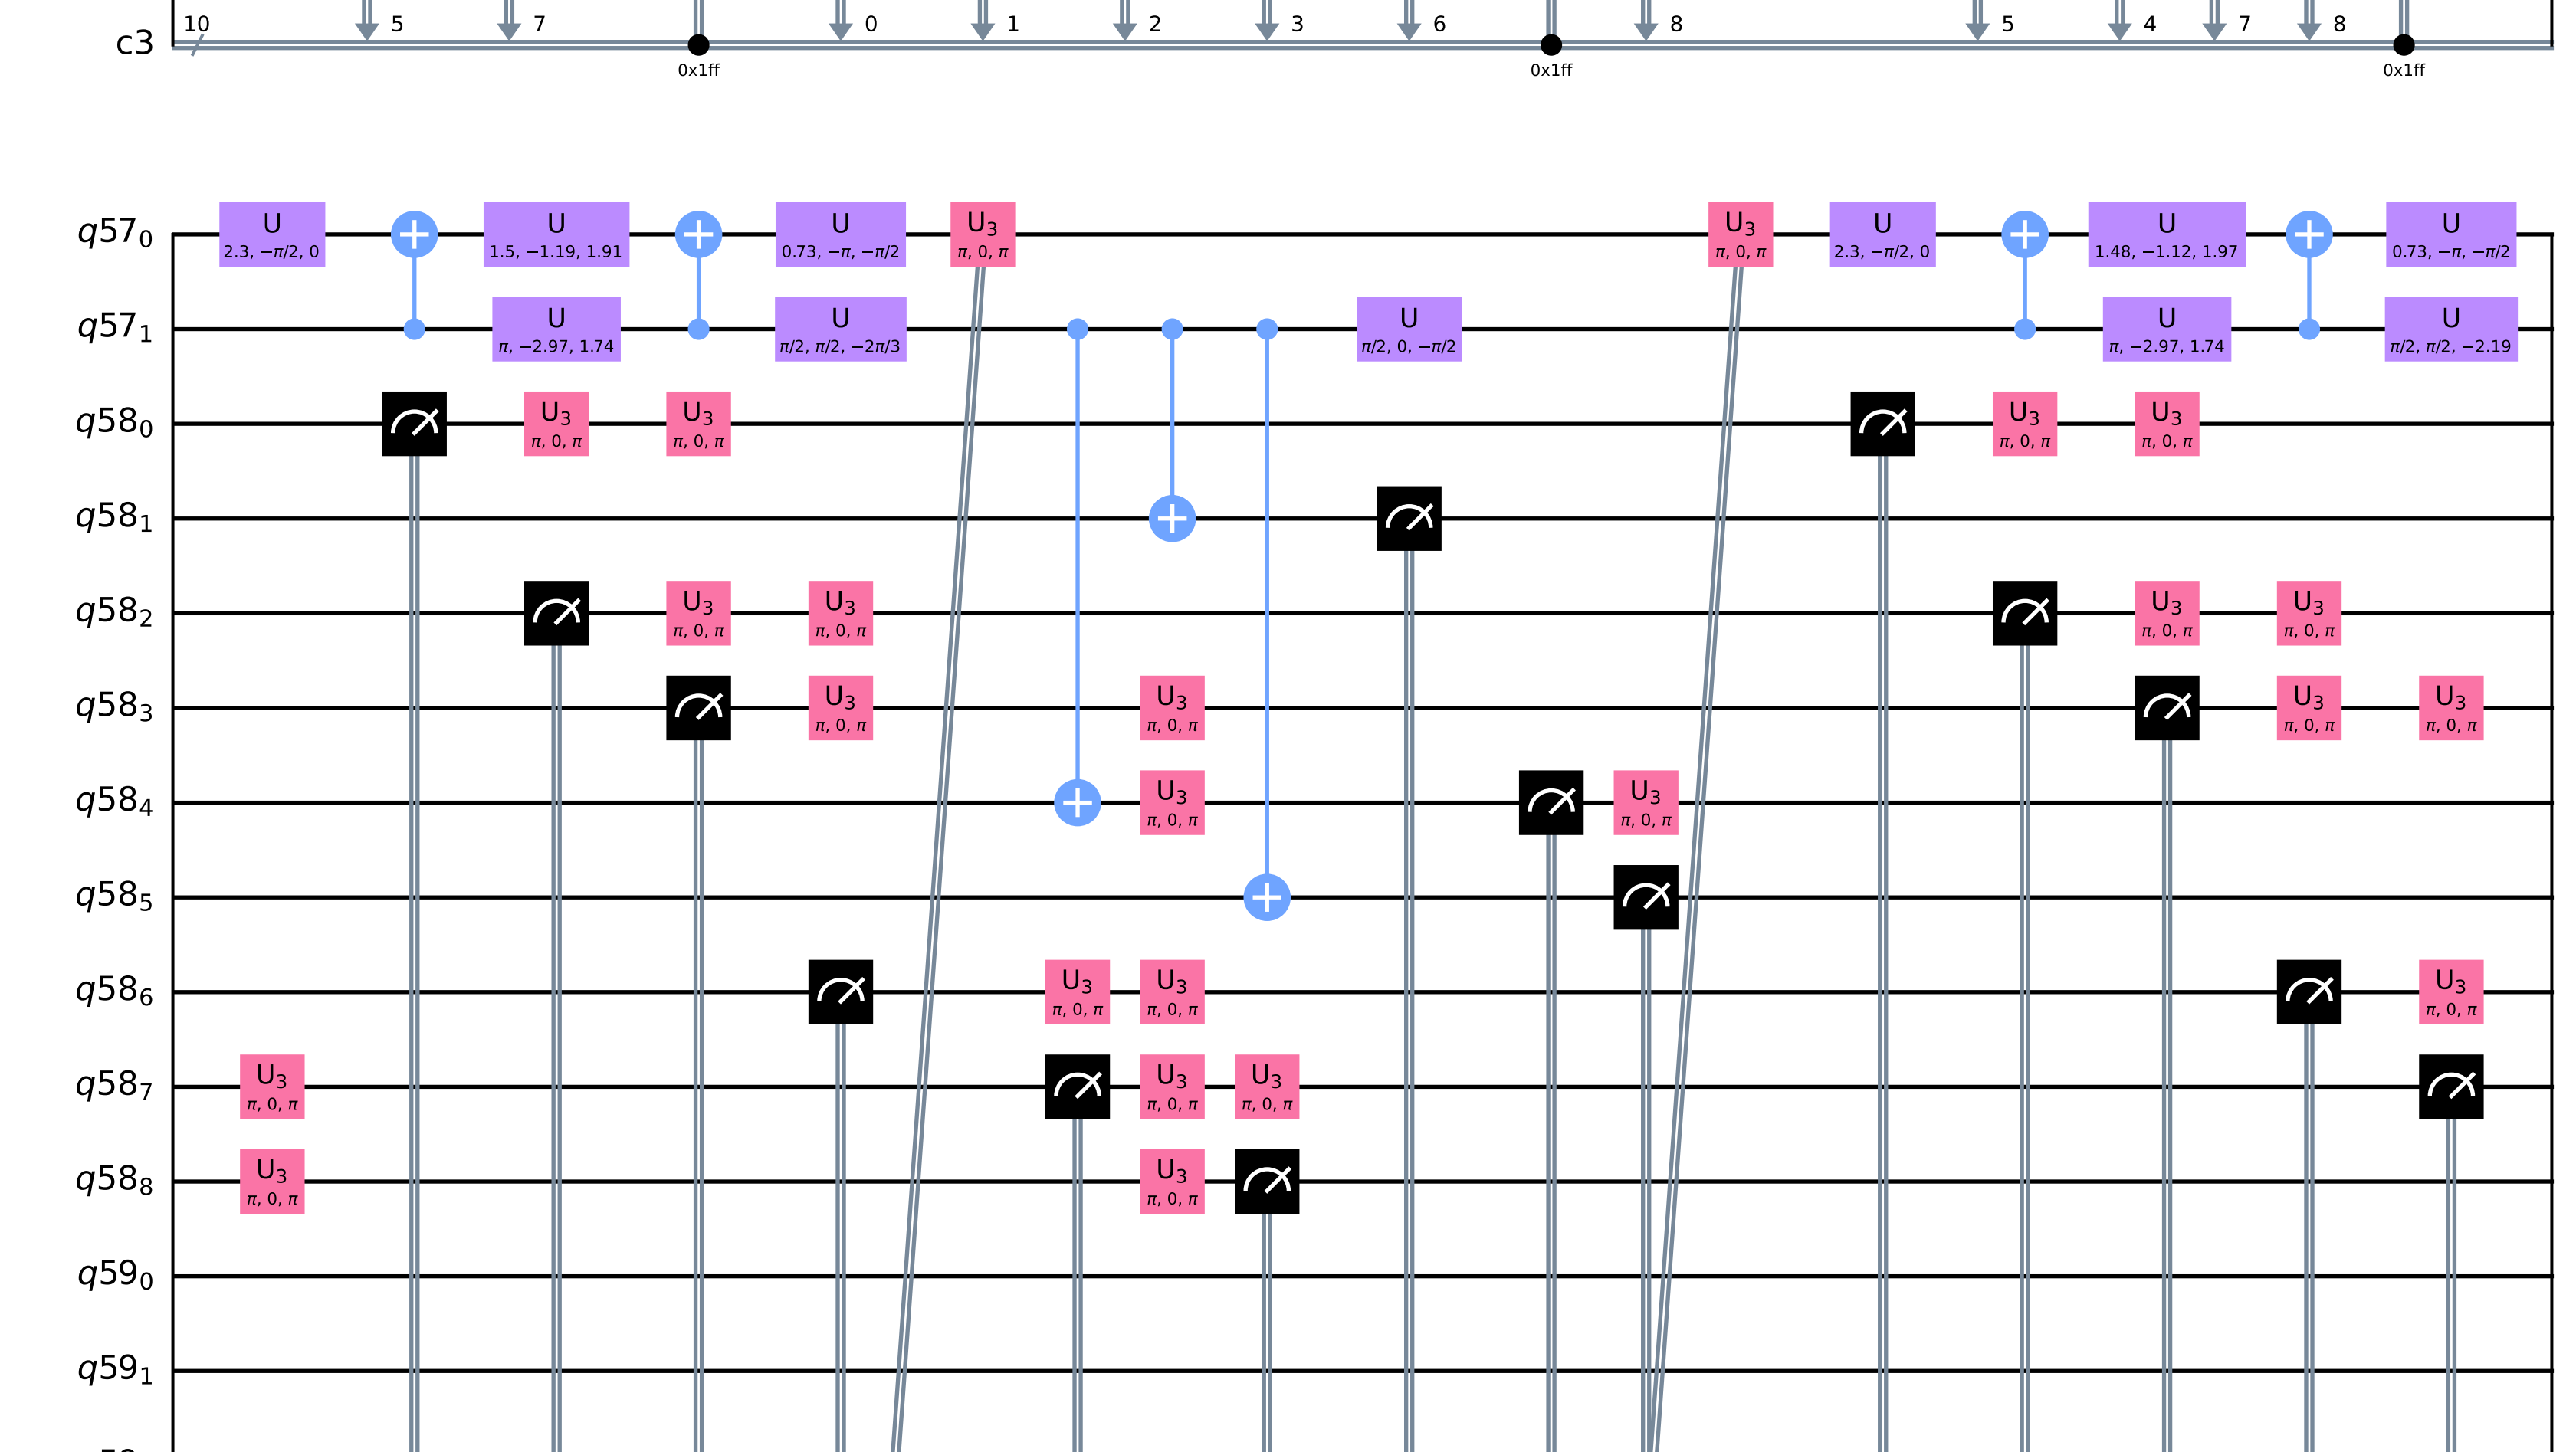 10 5 7 0 1 2 3 6 8 5 4 7 8
c3
0x1ff 0x1ff 0x1ff
q57₀ U U U U₃ U₃ U U U
2.3, −π/2, 0 1.5, −1.19, 1.91 0.73, −π, −π/2 π, 0, π π, 0, π 2.3, −π/2, 0 1.48, −1.12, 1.97 0.73, −π, −π/2
q57₁ U U U U U
π, −2.97, 1.74 π/2, π/2, −2π/3 π/2, 0, −π/2 π, −2.97, 1.74 π/2, π/2, −2.19
q58₀ U₃ U₃ U₃ U₃
π, 0, π π, 0, π π, 0, π π, 0, π
q58₁
q58₂ U₃ U₃ U₃ U₃
π, 0, π π, 0, π π, 0, π π, 0, π
q58₃ U₃ U₃ U₃ U₃
π, 0, π π, 0, π π, 0, π π, 0, π
q58₄ U₃ U₃
π, 0, π π, 0, π
q58₅
q58₆ U₃ U₃ U₃
π, 0, π π, 0, π π, 0, π
q58₇ U₃ U₃ U₃
π, 0, π π, 0, π π, 0, π
q58₈ U₃ U₃
π, 0, π π, 0, π
q59₀
q59₁